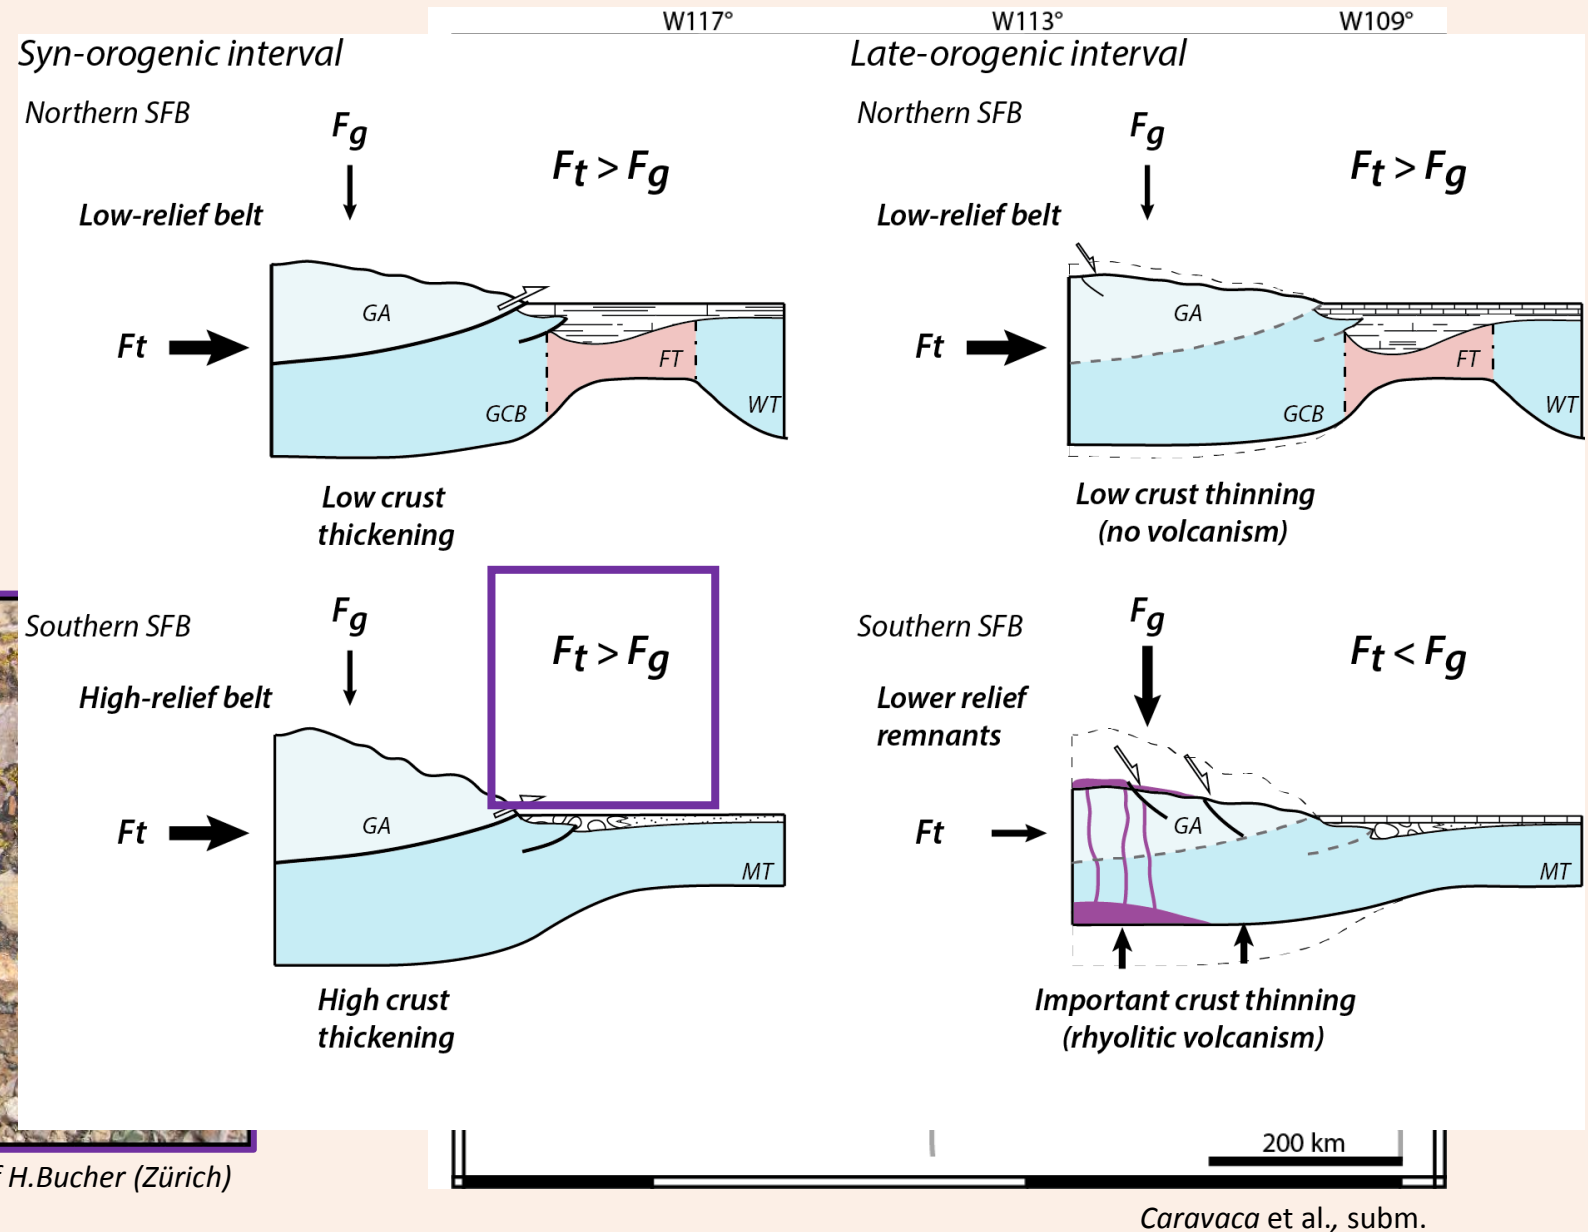 W117° W113° W109°
Syn-orogenic interval
Northern SFB
Fg
Ft > Fg
Low-relief belt
Ft
GA
FT
GCB
WT
Low crust
thickening
Late-orogenic interval
Northern SFB
Fg
Ft > Fg
Low-relief belt
Ft
GA
FT
GCB
WT
Low crust thinning
(no volcanism)
Southern SFB
Fg
Ft > Fg
High-relief belt
Ft
GA
MT
High crust
thickening
Southern SFB
Fg
Ft < Fg
Lower relief
remnants
Ft
GA
MT
Important crust thinning
(rhyolitic volcanism)
200 km
H.Bucher (Zürich)
Caravaca et al., subm.